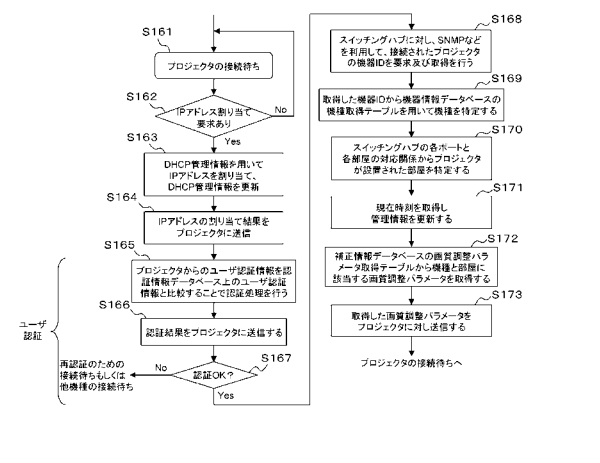 S161
プロジェクタの接続待ち
S162
IPアドレス割り当て
要求あり
No
Yes
S163
DHCP管理情報を用いて
IPアドレスを割り当て、
DHCP管理情報を更新
S164
IPアドレスの割り当て結果を
プロジェクタに送信
S165
プロジェクタからのユーザ認証情報を認
証情報データベース上のユーザ認証
情報と比較することで認証処理を行う
S166
認証結果をプロジェクタに送信する
ユーザ
認証
S167
認証OK?
No
Yes
再認証のための
接続待ちもしくは
他機種の接続待ち
S168
スイッチングハブに対し、SNMPなど
を利用して、接続されたプロジェクタ
の機器IDを要求及び取得を行う
S169
取得した機器IDから機器情報データベースの
機種取得テーブルを用いて機種を特定する
S170
スイッチングハブの各ポートと
各部屋の対応関係からプロジェクタ
が設置された部屋を特定する
S171
現在時刻を取得し
管理情報を更新する
S172
補正情報データベースの画質調整パラ
メータ取得テーブルから機種と部屋に
該当する画質調整パラメータを取得する
S173
取得した画質調整パラメータを
プロジェクタに対し送信する
プロジェクタの接続待ちへ